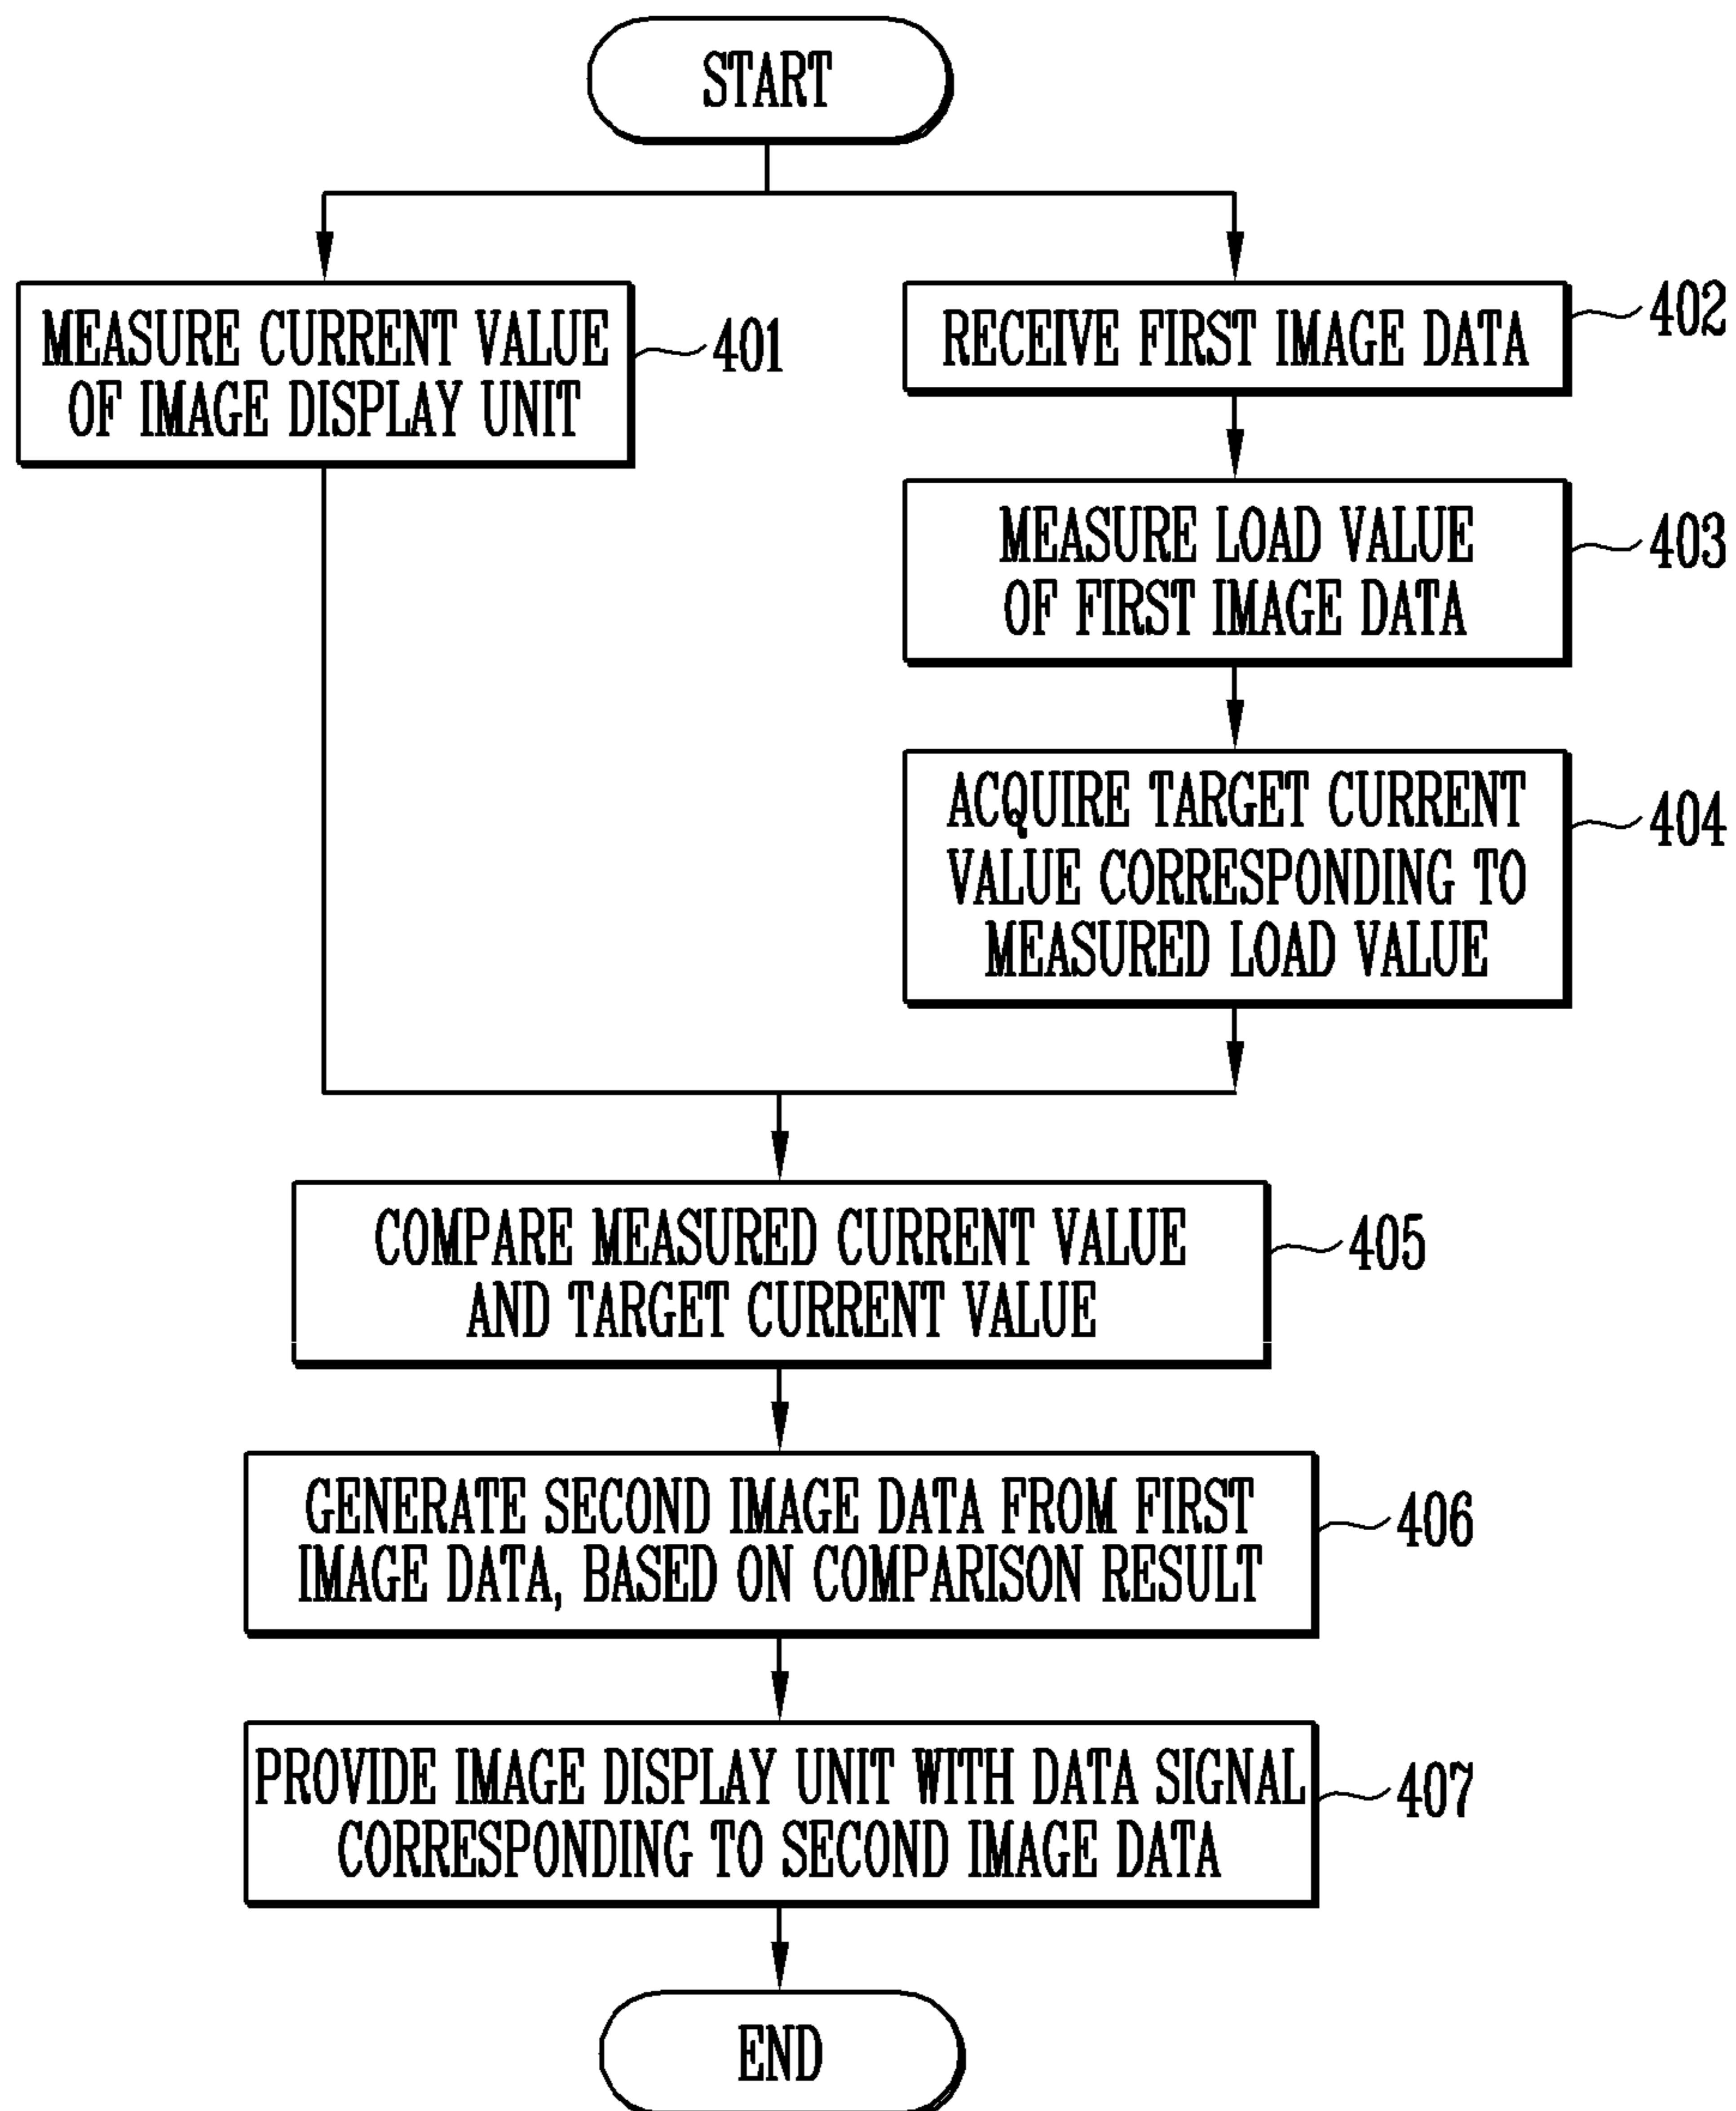 START
MEASURE CURRENT VALUE
OF IMAGE DISPLAY UNIT
401
RECEIVE FIRST IMAGE DATA
402
MEASURE LOAD VALUE
OF FIRST IMAGE DATA
403
ACQUIRE TARGET CURRENT
VALUE CORRESPONDING TO
MEASURED LOAD VALUE
404
COMPARE MEASURED CURRENT VALUE
AND TARGET CURRENT VALUE
405
GENERATE SECOND IMAGE DATA FROM FIRST
IMAGE DATA, BASED ON COMPARISON RESULT
406
PROVIDE IMAGE DISPLAY UNIT WITH DATA SIGNAL
CORRESPONDING TO SECOND IMAGE DATA
407
END